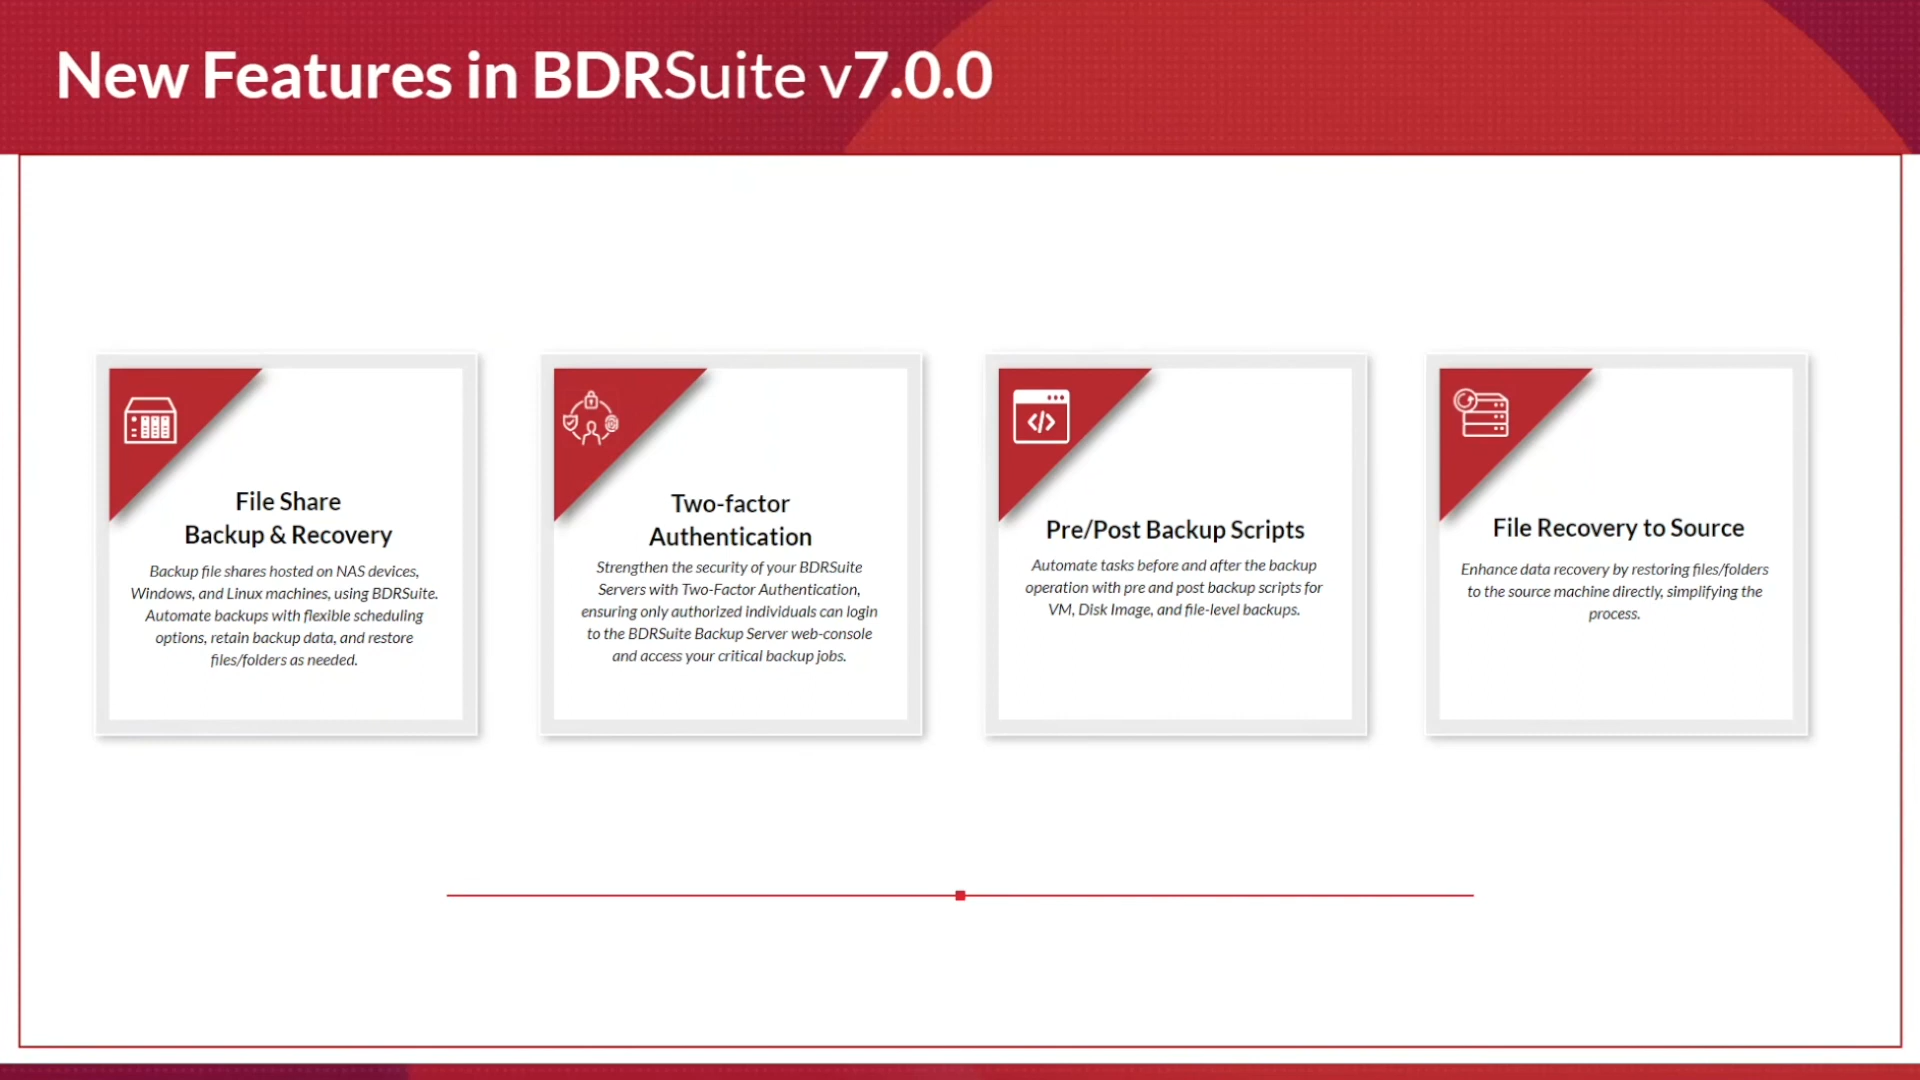 New Features in BDRSuite v7.0.0
File Share
Backup & Recovery
Backup file shares hosted on NAS devices,
Windows, and Linux machines, using BDRSuite.
Automate backups with flexible scheduling
options, retain backup data, and restore
files/folders as needed.
Two-factor
Authentication
Strengthen the security of your BDRSuite
Servers with Two-Factor Authentication,
ensuring only authorized individuals can login
to the BDRSuite Backup Server web-console
and access your critical backup jobs.
</>
Pre/Post Backup Scripts
Automate tasks before and after the backup
operation with pre and post backup scripts for
VM, Disk Image, and file-level backups.
File Recovery to Source
Enhance data recovery by restoring files/folders
to the source machine directly, simplifying the
process.